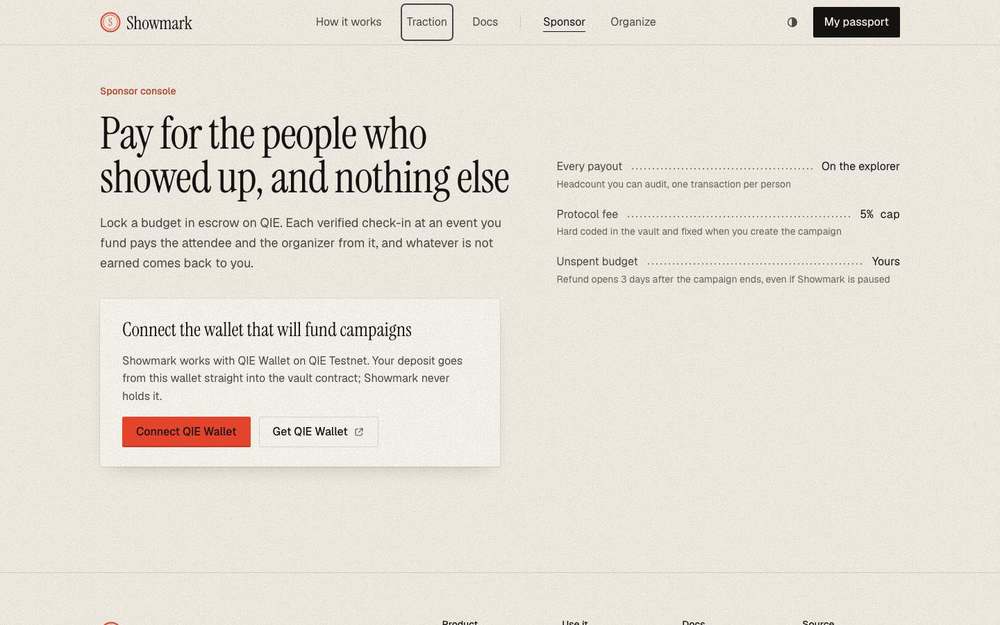 S Showmark
How it works
Traction
Docs
Sponsor
Organize
My passport
Sponsor console
Pay for the people who
showed up, and nothing else
Lock a budget in escrow on QIE. Each verified check-in at an event you
fund pays the attendee and the organizer from it, and whatever is not
earned comes back to you.
Every payout On the explorer
Headcount you can audit, one transaction per person
Protocol fee 5% cap
Hard coded in the vault and fixed when you create the campaign
Unspent budget Yours
Refund opens 3 days after the campaign ends, even if Showmark is paused
Connect the wallet that will fund campaigns
Showmark works with QIE Wallet on QIE Testnet. Your deposit goes
from this wallet straight into the vault contract; Showmark never
holds it.
Connect QIE Wallet
Get QIE Wallet
Product
Use it
Docs
Source